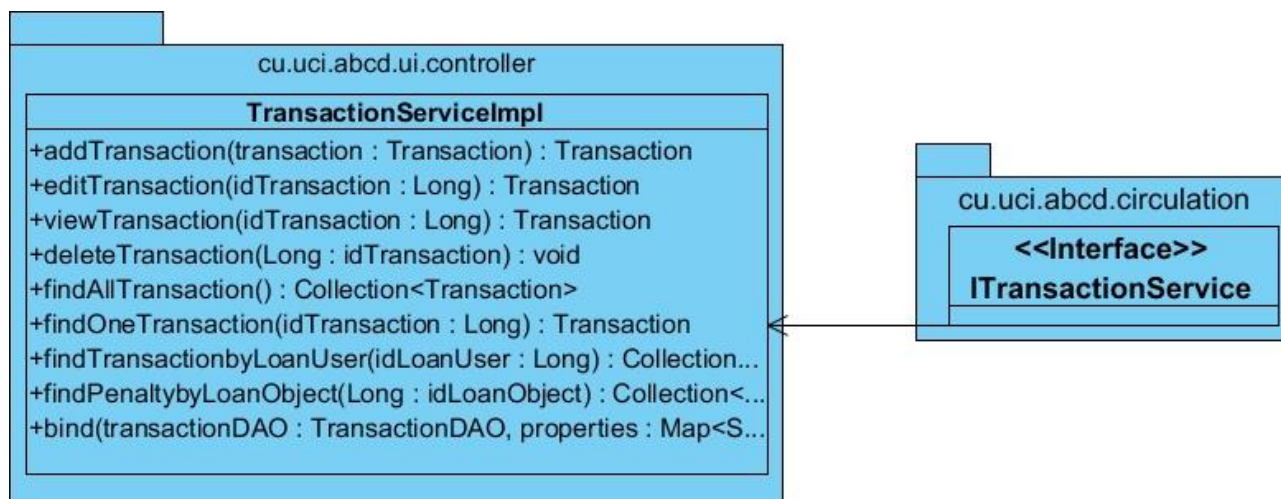 cu.uci.abcd.ui.controller
TransactionServiceImpl
+addTransaction(transaction : Transaction) : Transaction
+editTransaction(idTransaction : Long) : Transaction
+viewTransaction(idTransaction : Long) : Transaction
+deleteTransaction(Long : idTransaction) : void
+findAllTransaction() : Collection<Transaction>
+findOneTransaction(idTransaction : Long) : Transaction
+findTransactionbyLoanUser(idLoanUser : Long) : Collection...
+findPenaltybyLoanObject(Long : idLoanObject) : Collection<...
+bind(transactionDAO : TransactionDAO, properties : Map<S...
cu.uci.abcd.circulation
<<Interface>>
ITransactionService